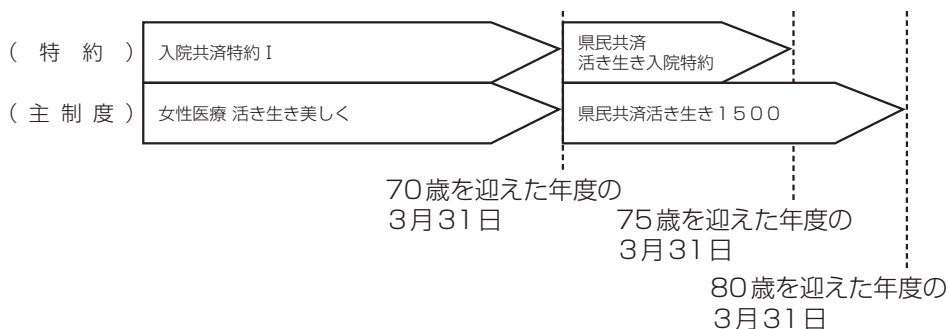 (特約)
入院共済特約Ⅰ
県民共済
活き生き入院特約
(主制度)
女性医療 活き生き美しく
県民共済活き生き1500
70歳を迎えた年度の
3月31日
75歳を迎えた年度の
3月31日
80歳を迎えた年度の
3月31日